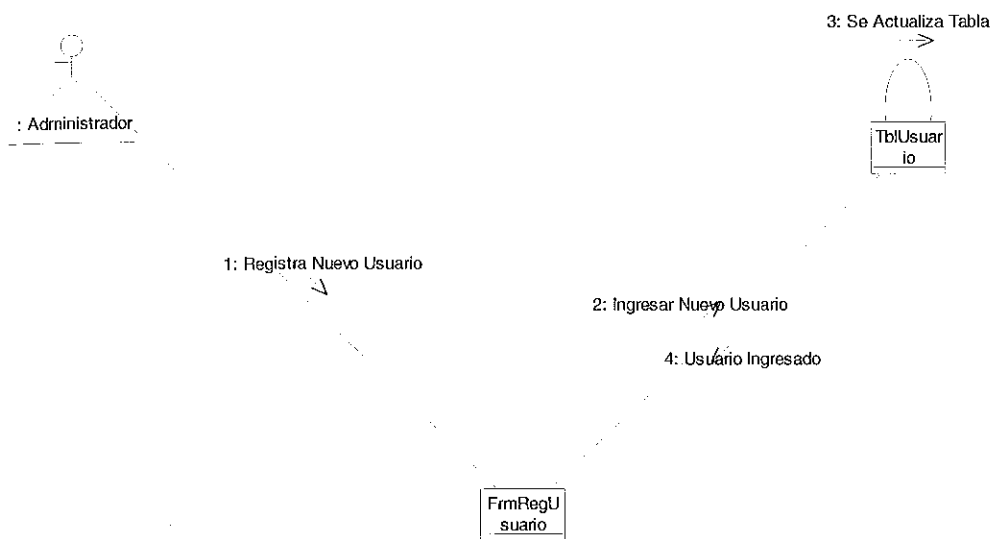 3: Se Actualiza Tabla
: Administrador
TblUsuar
io
1: Registra Nuevo Usuario
2: Ingresar Nuevo Usuario
4: Usuario Ingresado
FrmRegU
suario